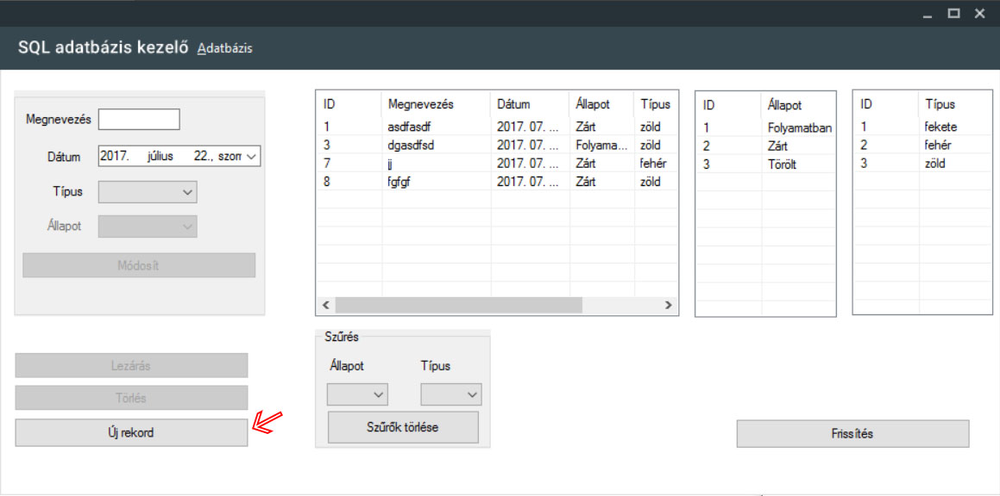 SQL adatbázis kezelő Adatbázis
Megnevezés
Dátum 2017. július 22., szom
Típus
Állapot
Módosít
Lezárás
Törlés
Új rekord
ID Megnevezés Dátum Állapot Típus
1 asdfasdf 2017. 07. ... Zárt zöld
3 dgasdfsd 2017. 07. ... Folyama... zöld
7 jj 2017. 07. ... Zárt fehér
8 fgfgf 2017. 07. ... Zárt zöld
ID Állapot
1 Folyamatban
2 Zárt
3 Törölt
ID Típus
1 fekete
2 fehér
3 zöld
Szűrés
Állapot Típus
Szűrők törlése
Frissítés